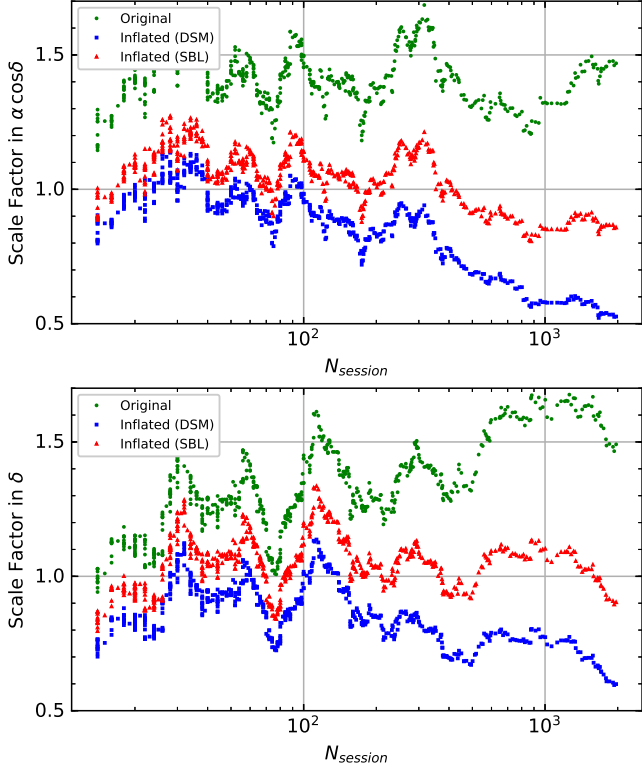 Scale Factor in α cosδ
1.5
1.0
0.5
Original
Inflated (DSM)
Inflated (SBL)
10²
10³
N_session
Scale Factor in δ
1.5
1.0
0.5
Original
Inflated (DSM)
Inflated (SBL)
10²
10³
N_session